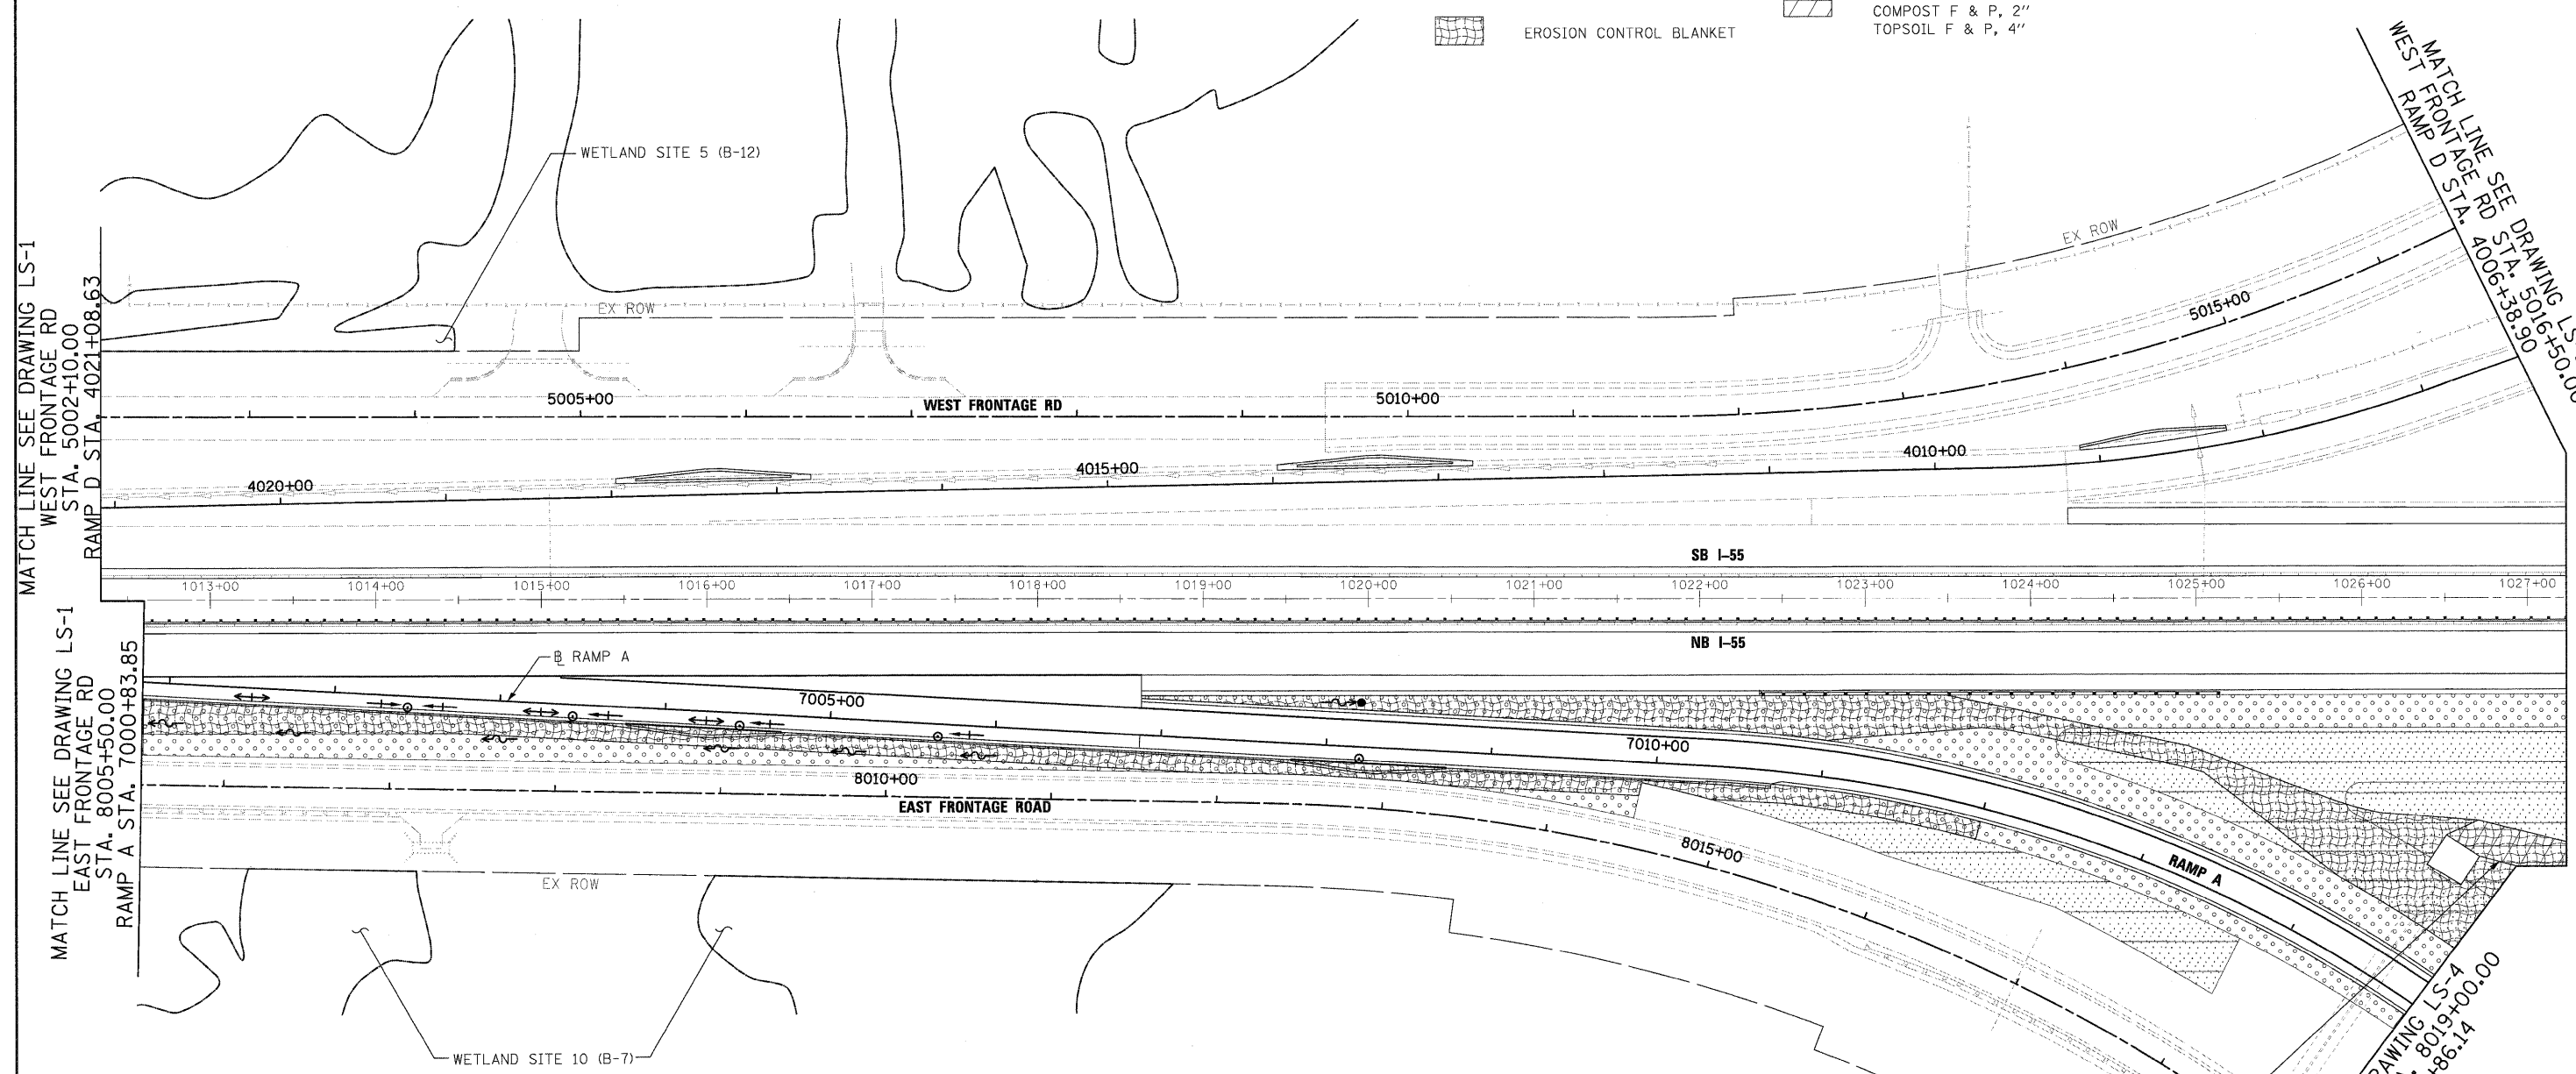 EROSION CONTROL BLANKET
COMPOST F & P, 2"
TOPSOIL F & P, 4"
MATCH LINE SEE DRAWING LS-1
WEST FRONTAGE RD
STA. 5002+10.00
RAMP D STA. 4021+08.63
WETLAND SITE 5 (B-12)
EX ROW
EX ROW
MATCH LINE SEE DRAWING LS-
WEST FRONTAGE RD STA. 5016+50.00
RAMP D STA. 4006+38.90
5005+00
WEST FRONTAGE RD
5010+00
5015+00
4020+00
4015+00
4010+00
SB I-55
1013+00
1014+00
1015+00
1016+00
1017+00
1018+00
1019+00
1020+00
1021+00
1022+00
1023+00
1024+00
1025+00
1026+00
1027+00
NB I-55
MATCH LINE SEE DRAWING LS-1
EAST FRONTAGE RD
STA. 8005+50.00
RAMP A STA. 7000+83.85
B RAMP A
7005+00
7010+00
8010+00
EAST FRONTAGE ROAD
8015+00
RAMP A
EX ROW
WETLAND SITE 10 (B-7)
AWING LS-4
8019+00.00
+86.14